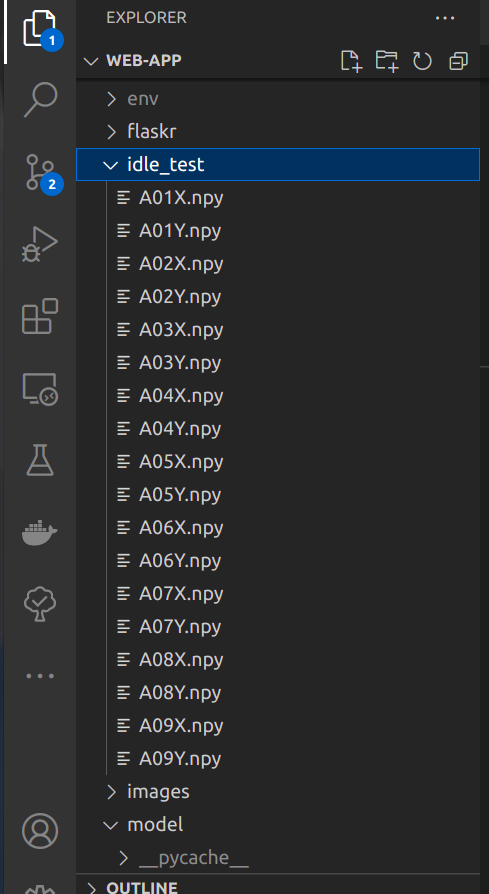 EXPLORER
WEB-APP
1
env
flaskr
idle_test
2
A01X.npy
A01Y.npy
A02X.npy
A02Y.npy
A03X.npy
A03Y.npy
A04X.npy
A04Y.npy
A05X.npy
A05Y.npy
A06X.npy
A06Y.npy
A07X.npy
A07Y.npy
A08X.npy
A08Y.npy
A09X.npy
A09Y.npy
images
model
__pycache__
OUTLINE